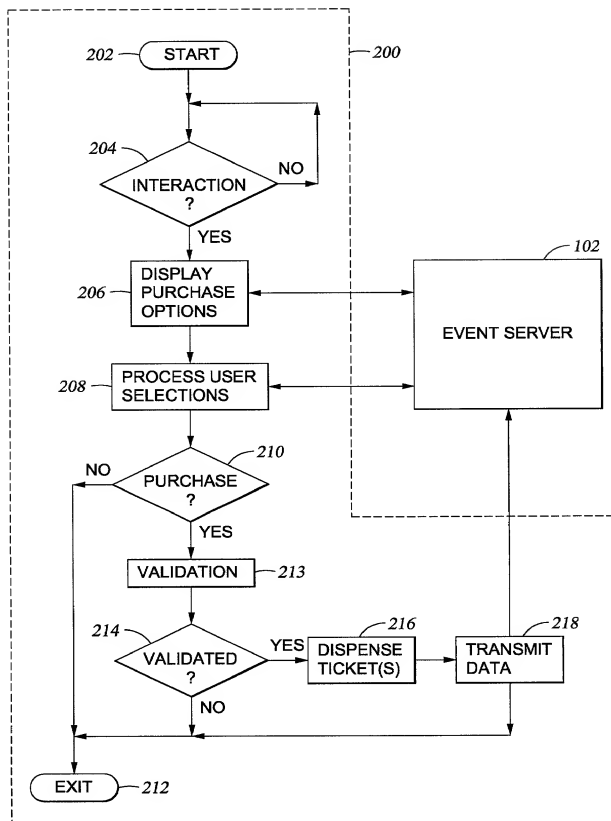 202
START
200
204
INTERACTION
?
NO
YES
102
206
DISPLAY
PURCHASE
OPTIONS
EVENT SERVER
208
PROCESS USER
SELECTIONS
210
NO
PURCHASE
?
YES
VALIDATION
213
214
VALIDATED
?
YES
216
DISPENSE
TICKET(S)
218
TRANSMIT
DATA
NO
EXIT
212